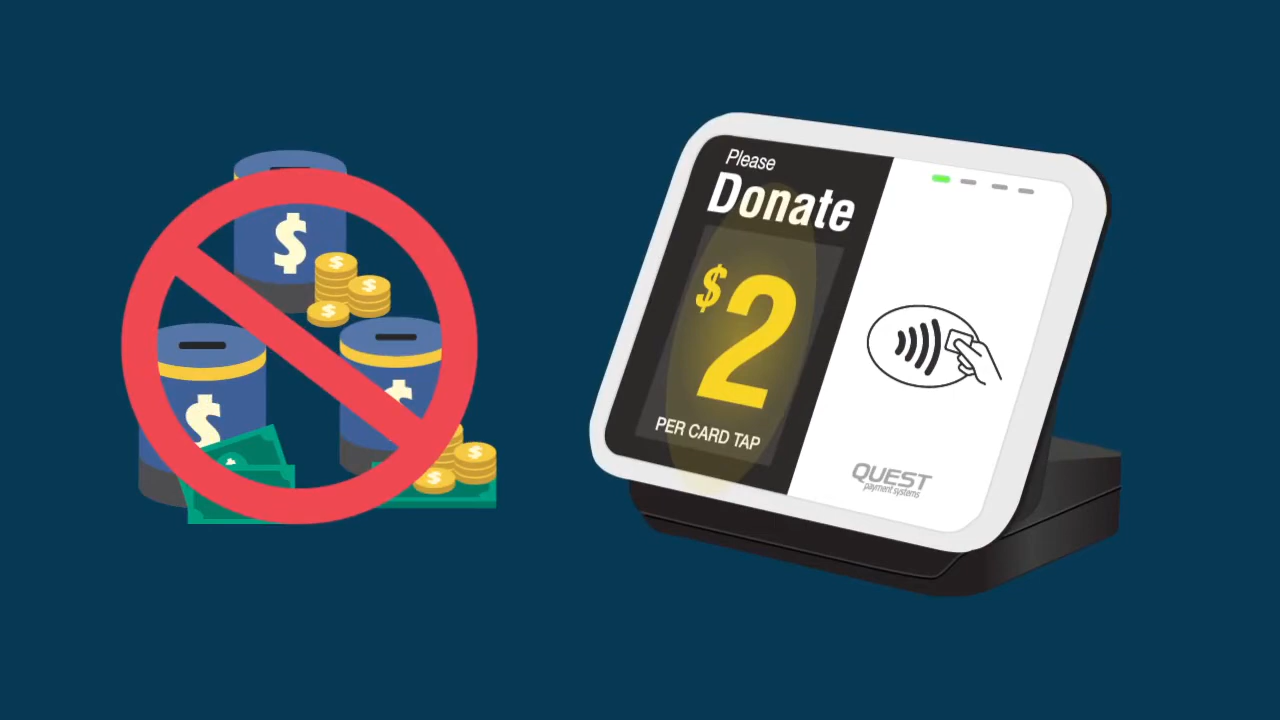 $
$
$
$
$
$
$
$
$
Please
Donate
$2
PER CARD TAP
QUEST
payment systems